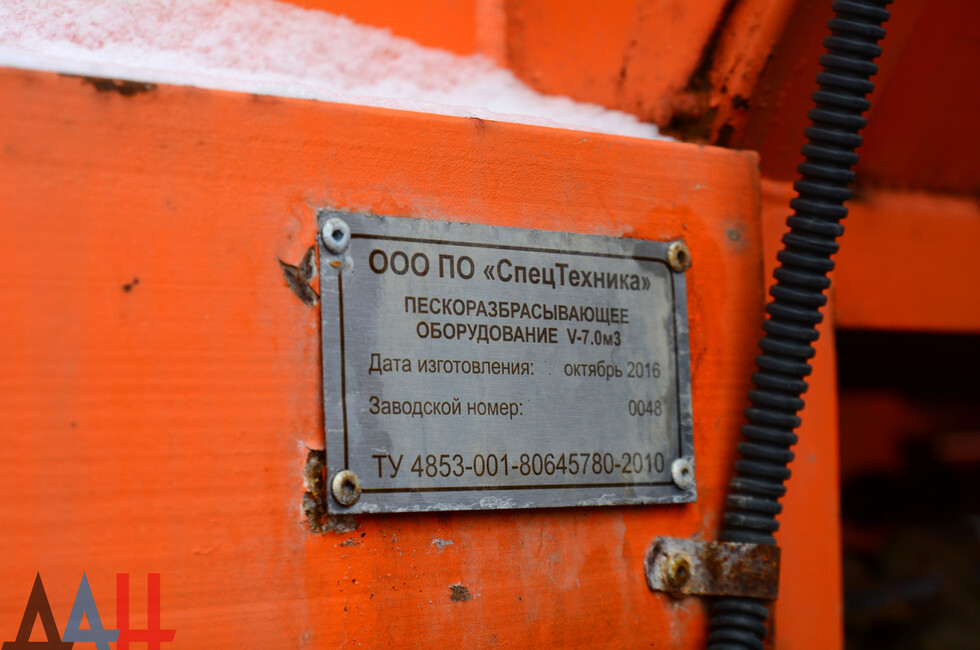 ООО ПО «СпецТехника»
ПЕСКОРАЗБРАСЫВАЮЩЕЕ
ОБОРУДОВАНИЕ V-7.0м3
Дата изготовления: октябрь 2016
Заводской номер: 0048
ТУ 4853-001-80645780-2010
ДАН